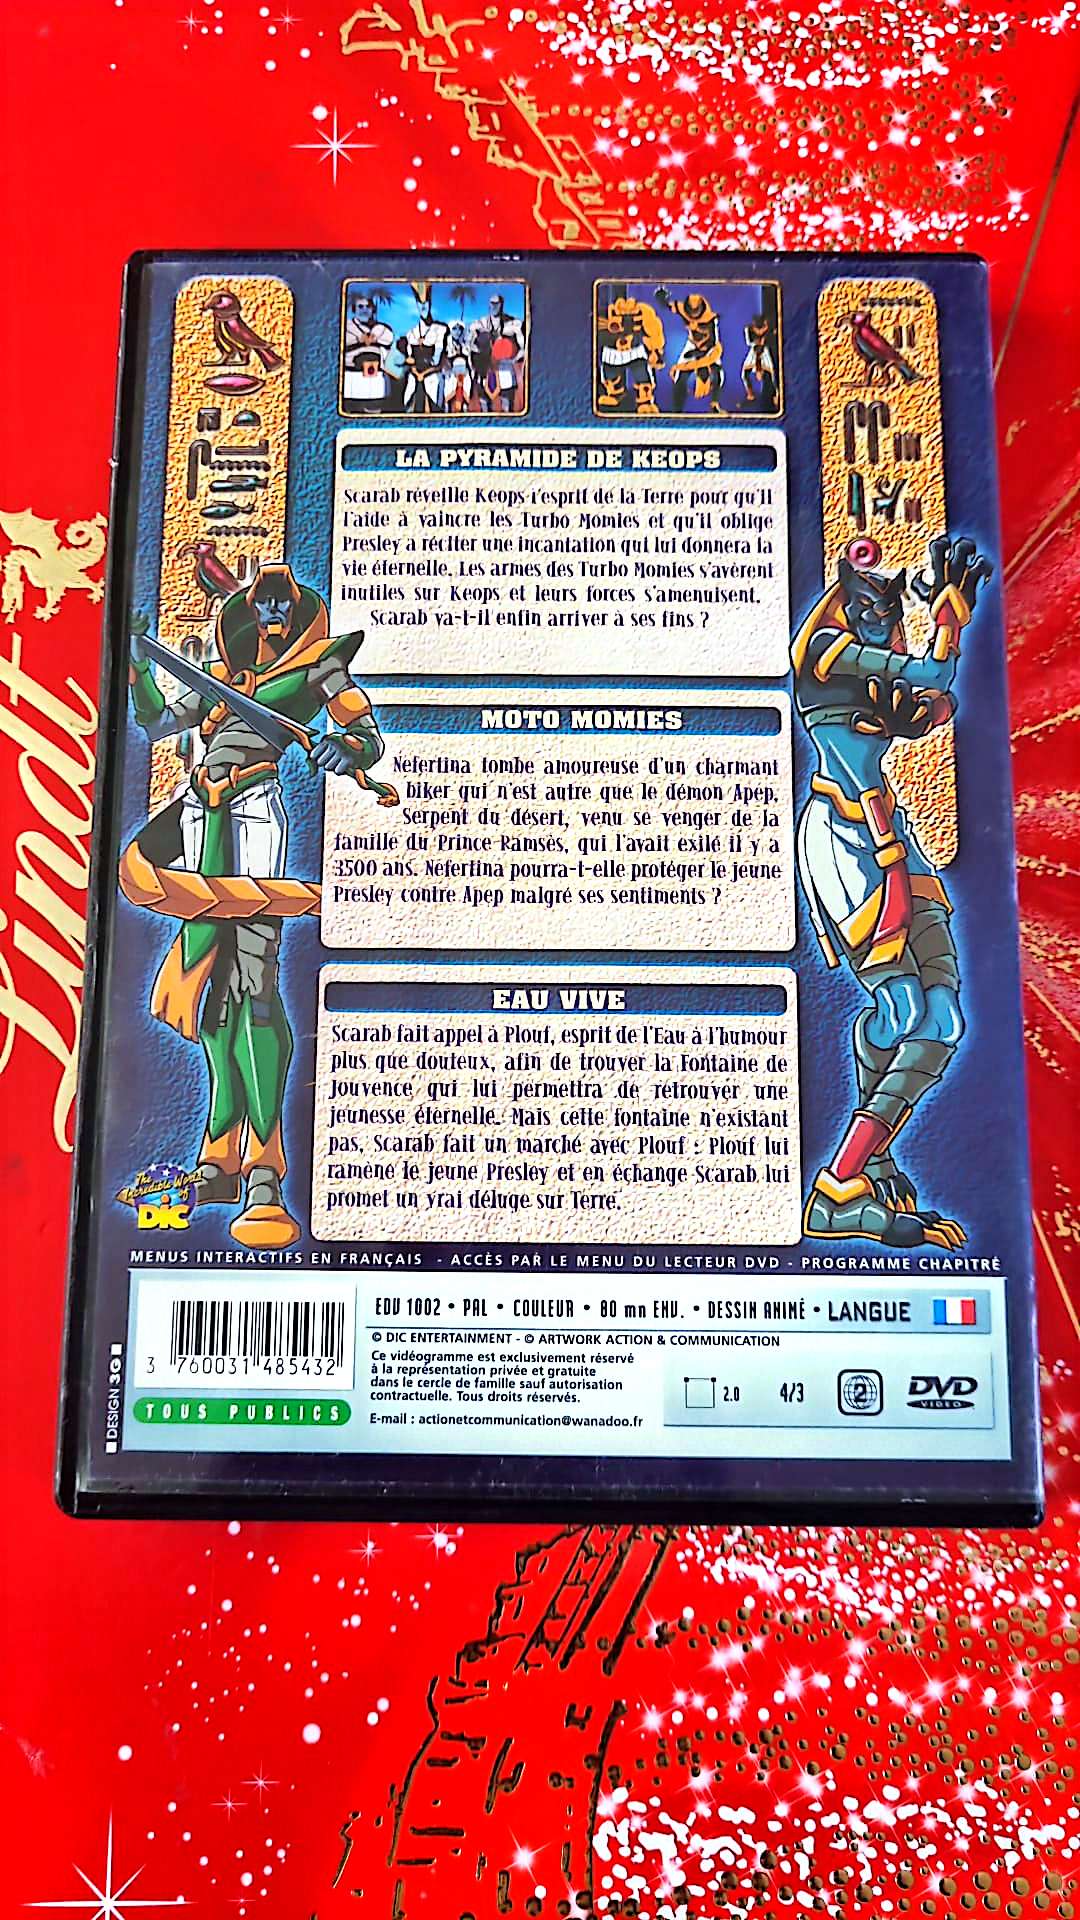 LA PYRAMIDE DE KEOPS
Scarab réveille Keops l'esprit de la Terre pour qu'il
l'aide à vaincre les Turbo Momies et qu'il oblige
Presley a réciter une incantation qui lui donnera la
vie éternelle. Les armes des Turbo Momies s'avèrent
inutiles sur Keops et leurs forces s'amenuisent.
Scarab va-t-il enfin arriver à ses fins ?
MOTO MOMIES
Nefertina tombe amoureuse d'un charmant
biker qui n'est autre que le démon Apep,
Serpent du désert, venu se venger de la
famille du Prince Ramsès, qui l'avait exilé il y a
3500 ans. Nefertina pourra-t-elle protéger le jeune
Presley contre Apep malgré ses sentiments ?
EAU VIVE
Scarab fait appel à Plouf, esprit de l'Eau à l'humour
plus que douteux, afin de trouver la Fontaine de
Jouvence qui lui permettra de retrouver une
jeunesse éternelle. Mais cette fontaine n'existant
pas, Scarab fait un marché avec Plouf : Plouf lui
ramène le jeune Presley et en échange Scarab lui
promet un vrai déluge sur Terre.
The
Incredible World
of
DIC
MENUS INTERACTIFS EN FRANÇAIS - ACCÈS PAR LE MENU DU LECTEUR DVD - PROGRAMME CHAPITRÉ
3 760031 485432
TOUS PUBLICS
DESIGN 3G
EDV 1002 • PAL • COULEUR • 80 mn ENV. • DESSIN ANIMÉ • LANGUE
© DIC ENTERTAINMENT - © ARTWORK ACTION & COMMUNICATION
Ce vidéogramme est exclusivement réservé
à la représentation privée et gratuite
dans le cercle de famille sauf autorisation
contractuelle. Tous droits réservés.
E-mail : actionetcommunication@wanadoo.fr
2.0 4/3 2 DVD
VIDEO
Lindt